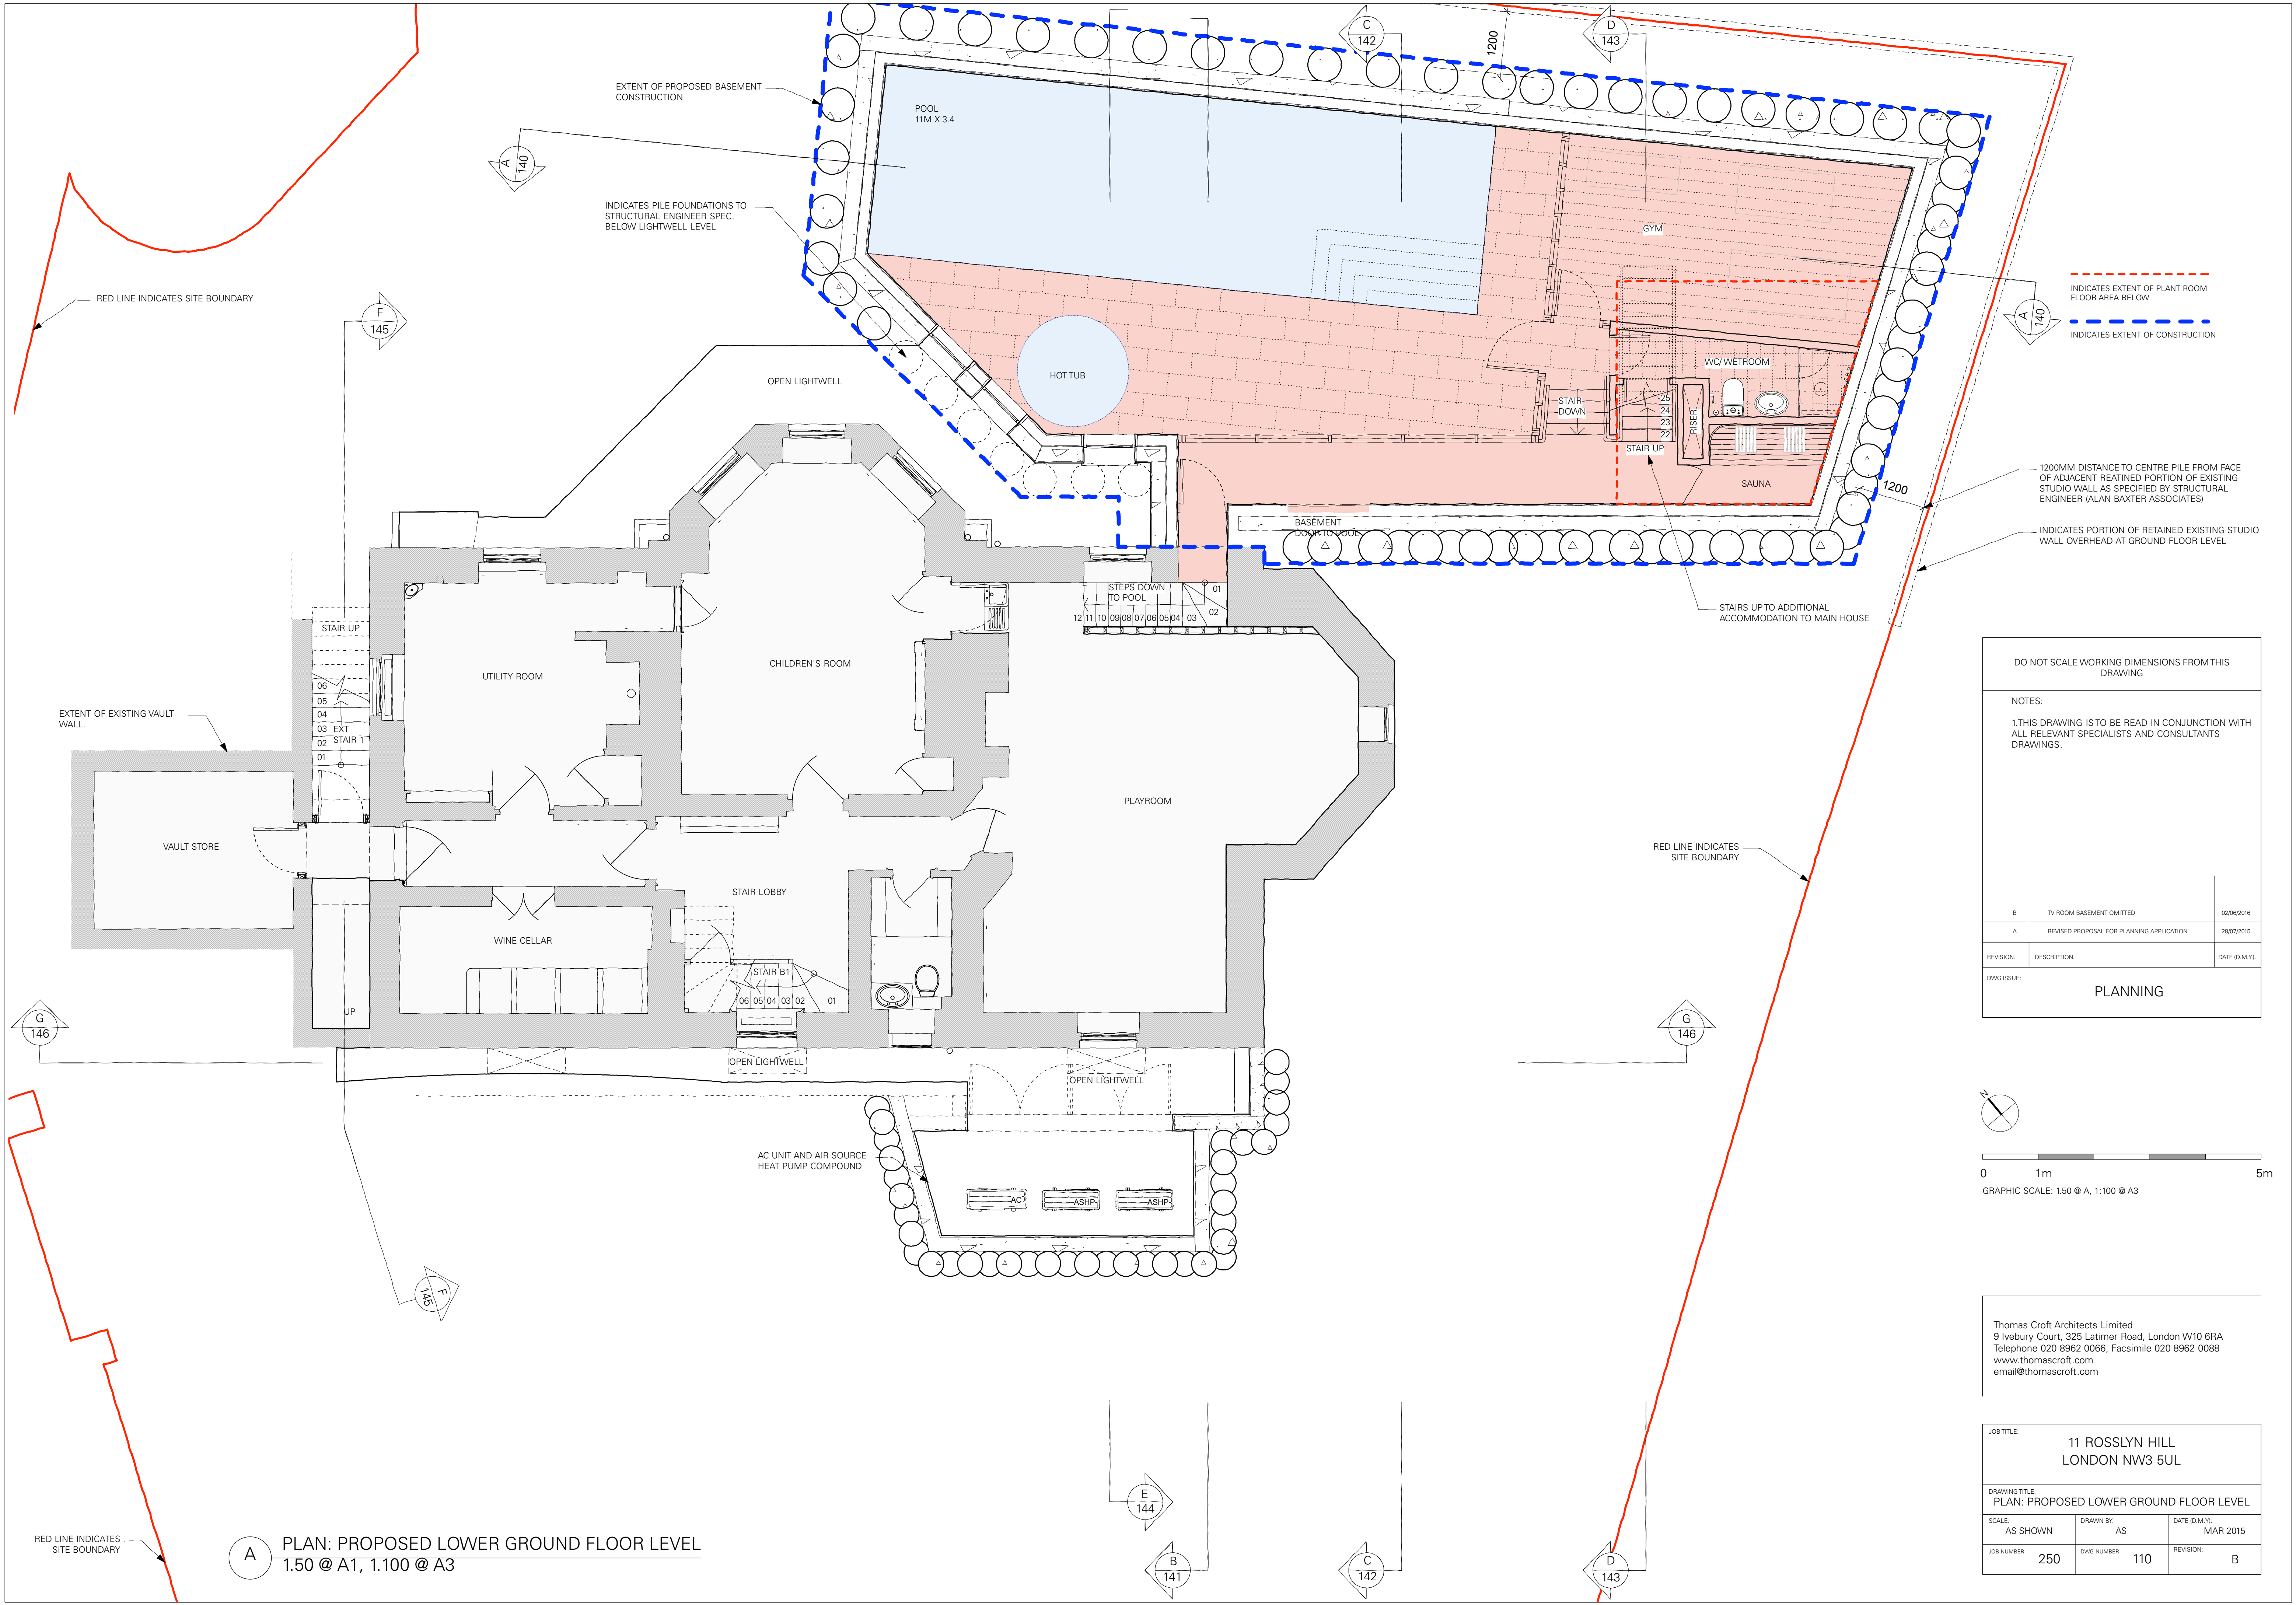 C
142
D
143
1200
EXTENT OF PROPOSED BASEMENT
CONSTRUCTION
POOL
11M X 3.4
A
140
INDICATES PILE FOUNDATIONS TO
STRUCTURAL ENGINEER SPEC.
BELOW LIGHTWELL LEVEL
GYM
RED LINE INDICATES SITE BOUNDARY
F
145
INDICATES EXTENT OF PLANT ROOM
FLOOR AREA BELOW
A
140
INDICATES EXTENT OF CONSTRUCTION
OPEN LIGHTWELL
HOT TUB
WC/ WETROOM
STAIR
DOWN
25
24
23
22
RISER
STAIR UP
SAUNA
1200
1200MM DISTANCE TO CENTRE PILE FROM FACE
OF ADJACENT REATINED PORTION OF EXISTING
STUDIO WALL AS SPECIFIED BY STRUCTURAL
ENGINEER (ALAN BAXTER ASSOCIATES)
BASEMENT
DOOR TO POOL
INDICATES PORTION OF RETAINED EXISTING STUDIO
WALL OVERHEAD AT GROUND FLOOR LEVEL
STEPS DOWN
TO POOL
01
02
12 11 10 09 08 07 06 05 04 03
STAIRS UP TO ADDITIONAL
ACCOMMODATION TO MAIN HOUSE
STAIR UP
UTILITY ROOM
CHILDREN'S ROOM
06
05
04
03
02
01
EXT
STAIR 1
EXTENT OF EXISTING VAULT
WALL.
PLAYROOM
VAULT STORE
STAIR LOBBY
WINE CELLAR
STAIR B1
06 05 04 03 02 01
UP
G
146
G
146
OPEN LIGHTWELL
OPEN LIGHTWELL
AC UNIT AND AIR SOURCE
HEAT PUMP COMPOUND
AC
ASHP
ASHP
RED LINE INDICATES
SITE BOUNDARY
F
145
E
144
B
141
C
142
D
143
RED LINE INDICATES
SITE BOUNDARY
A
PLAN: PROPOSED LOWER GROUND FLOOR LEVEL
1.50 @ A1, 1.100 @ A3
DO NOT SCALE WORKING DIMENSIONS FROM THIS
DRAWING
NOTES:
1.THIS DRAWING IS TO BE READ IN CONJUNCTION WITH
ALL RELEVANT SPECIALISTS AND CONSULTANTS
DRAWINGS.
B TV ROOM BASEMENT OMITTED 02/06/2016
A REVISED PROPOSAL FOR PLANNING APPLICATION 28/07/2015
REVISION. DESCRIPTION. DATE (D.M.Y.).
DWG ISSUE:
PLANNING
N
0 1m 5m
GRAPHIC SCALE: 1.50 @ A, 1:100 @ A3
Thomas Croft Architects Limited
9 Ivebury Court, 325 Latimer Road, London W10 6RA
Telephone 020 8962 0066, Facsimile 020 8962 0088
www.thomascroft.com
email@thomascroft.com
JOB TITLE:
11 ROSSLYN HILL
LONDON NW3 5UL
DRAWING TITLE:
PLAN: PROPOSED LOWER GROUND FLOOR LEVEL
SCALE: DRAWN BY: DATE (D.M.Y):
AS SHOWN AS MAR 2015
JOB NUMBER: DWG NUMBER: REVISION:
250 110 B